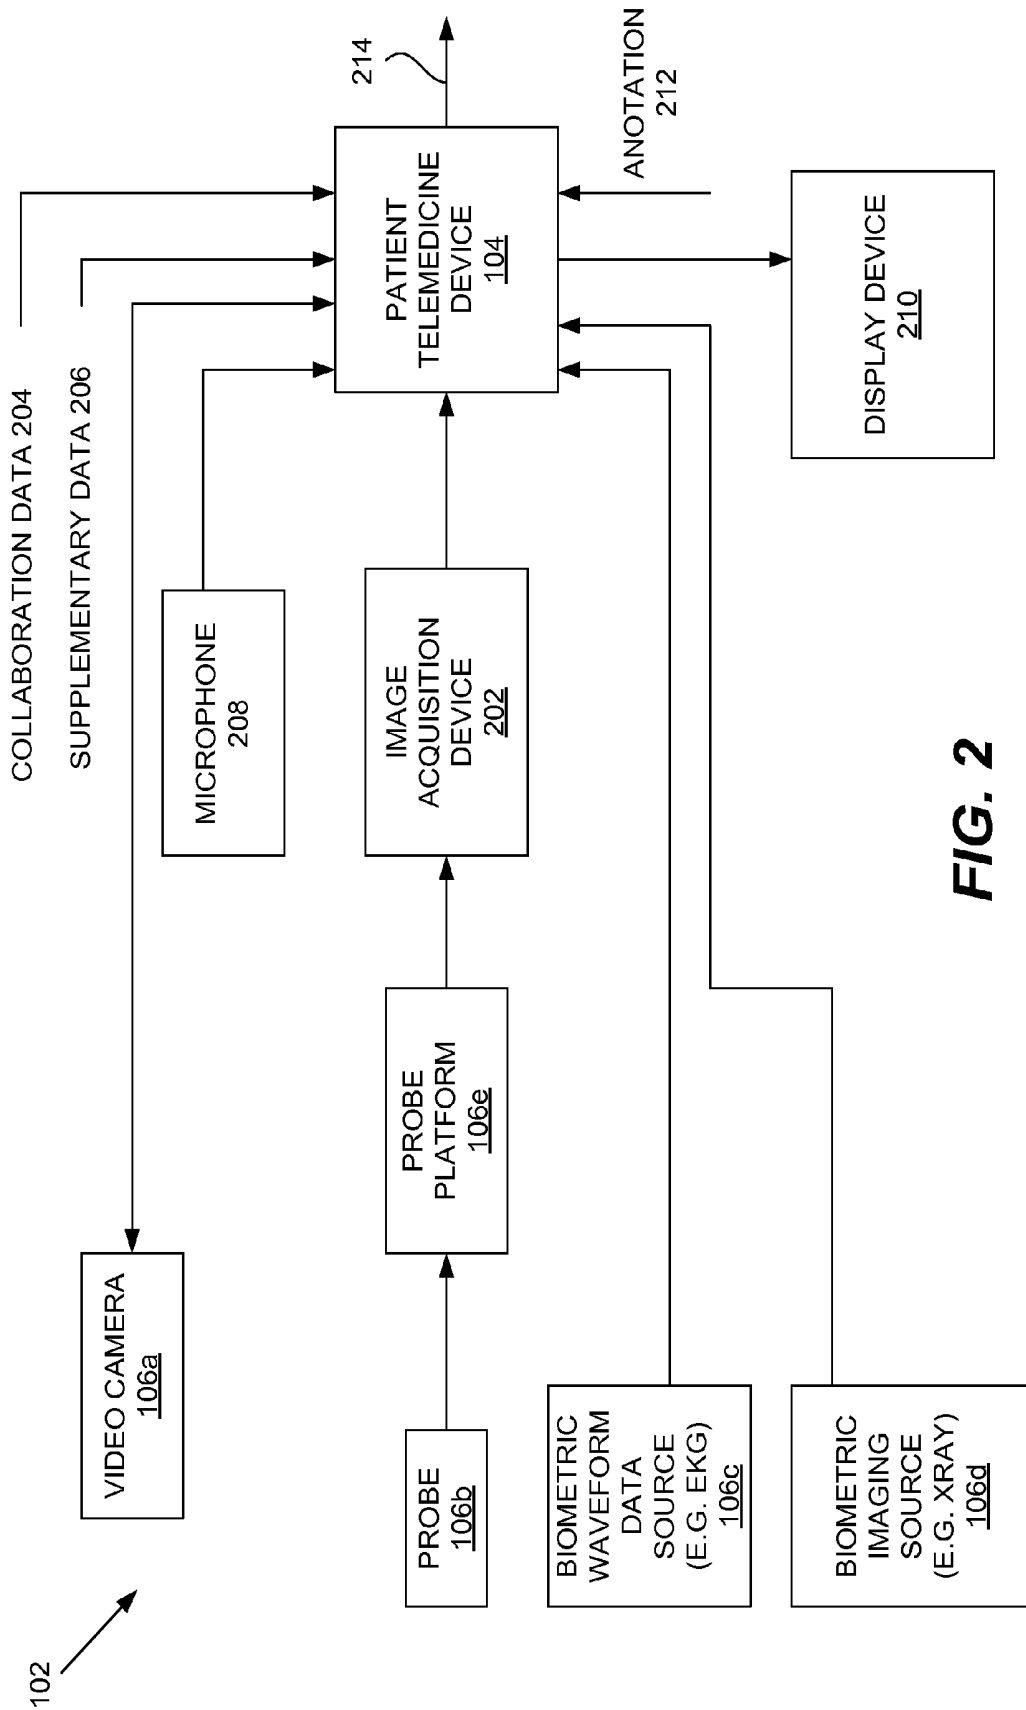 102
COLLABORATION DATA 204
SUPPLEMENTARY DATA 206
VIDEO CAMERA
106a
MICROPHONE
208
PROBE
106b
PROBE
PLATFORM
106e
IMAGE
ACQUISITION
DEVICE
202
PATIENT
TELEMEDICINE
DEVICE
104
214
BIOMETRIC
WAVEFORM
DATA
SOURCE
(E.G. EKG)
106c
BIOMETRIC
IMAGING
SOURCE
(E.G. XRAY)
106d
ANOTATION
212
DISPLAY DEVICE
210
FIG. 2